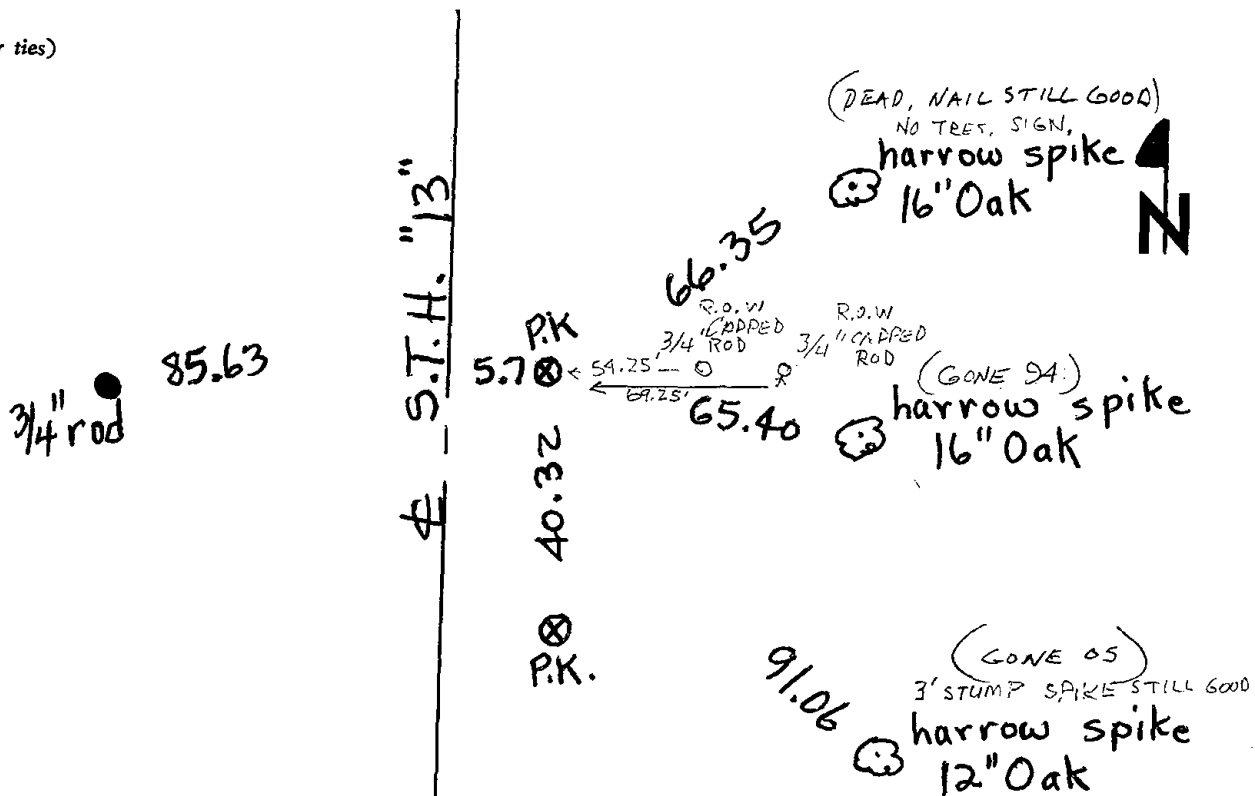 ties)
(DEAD, NAIL STILL GOOD)
NO TRES. SIGN,
harrow spike
16" Oak
N
S.T.H. "13"
66.35
P.K
R.O.W
3/4" CAPPED
ROD
R.O.W
3/4" CAPPED
ROD
85.63
3/4" rod
5.7
59.25'
69.25'
65.40
(GONE 94.)
harrow spike
16" Oak
℄
40.32
P.K.
91.06
(GONE 05)
3' STUMP SPIKE STILL GOOD
harrow spike
12" Oak